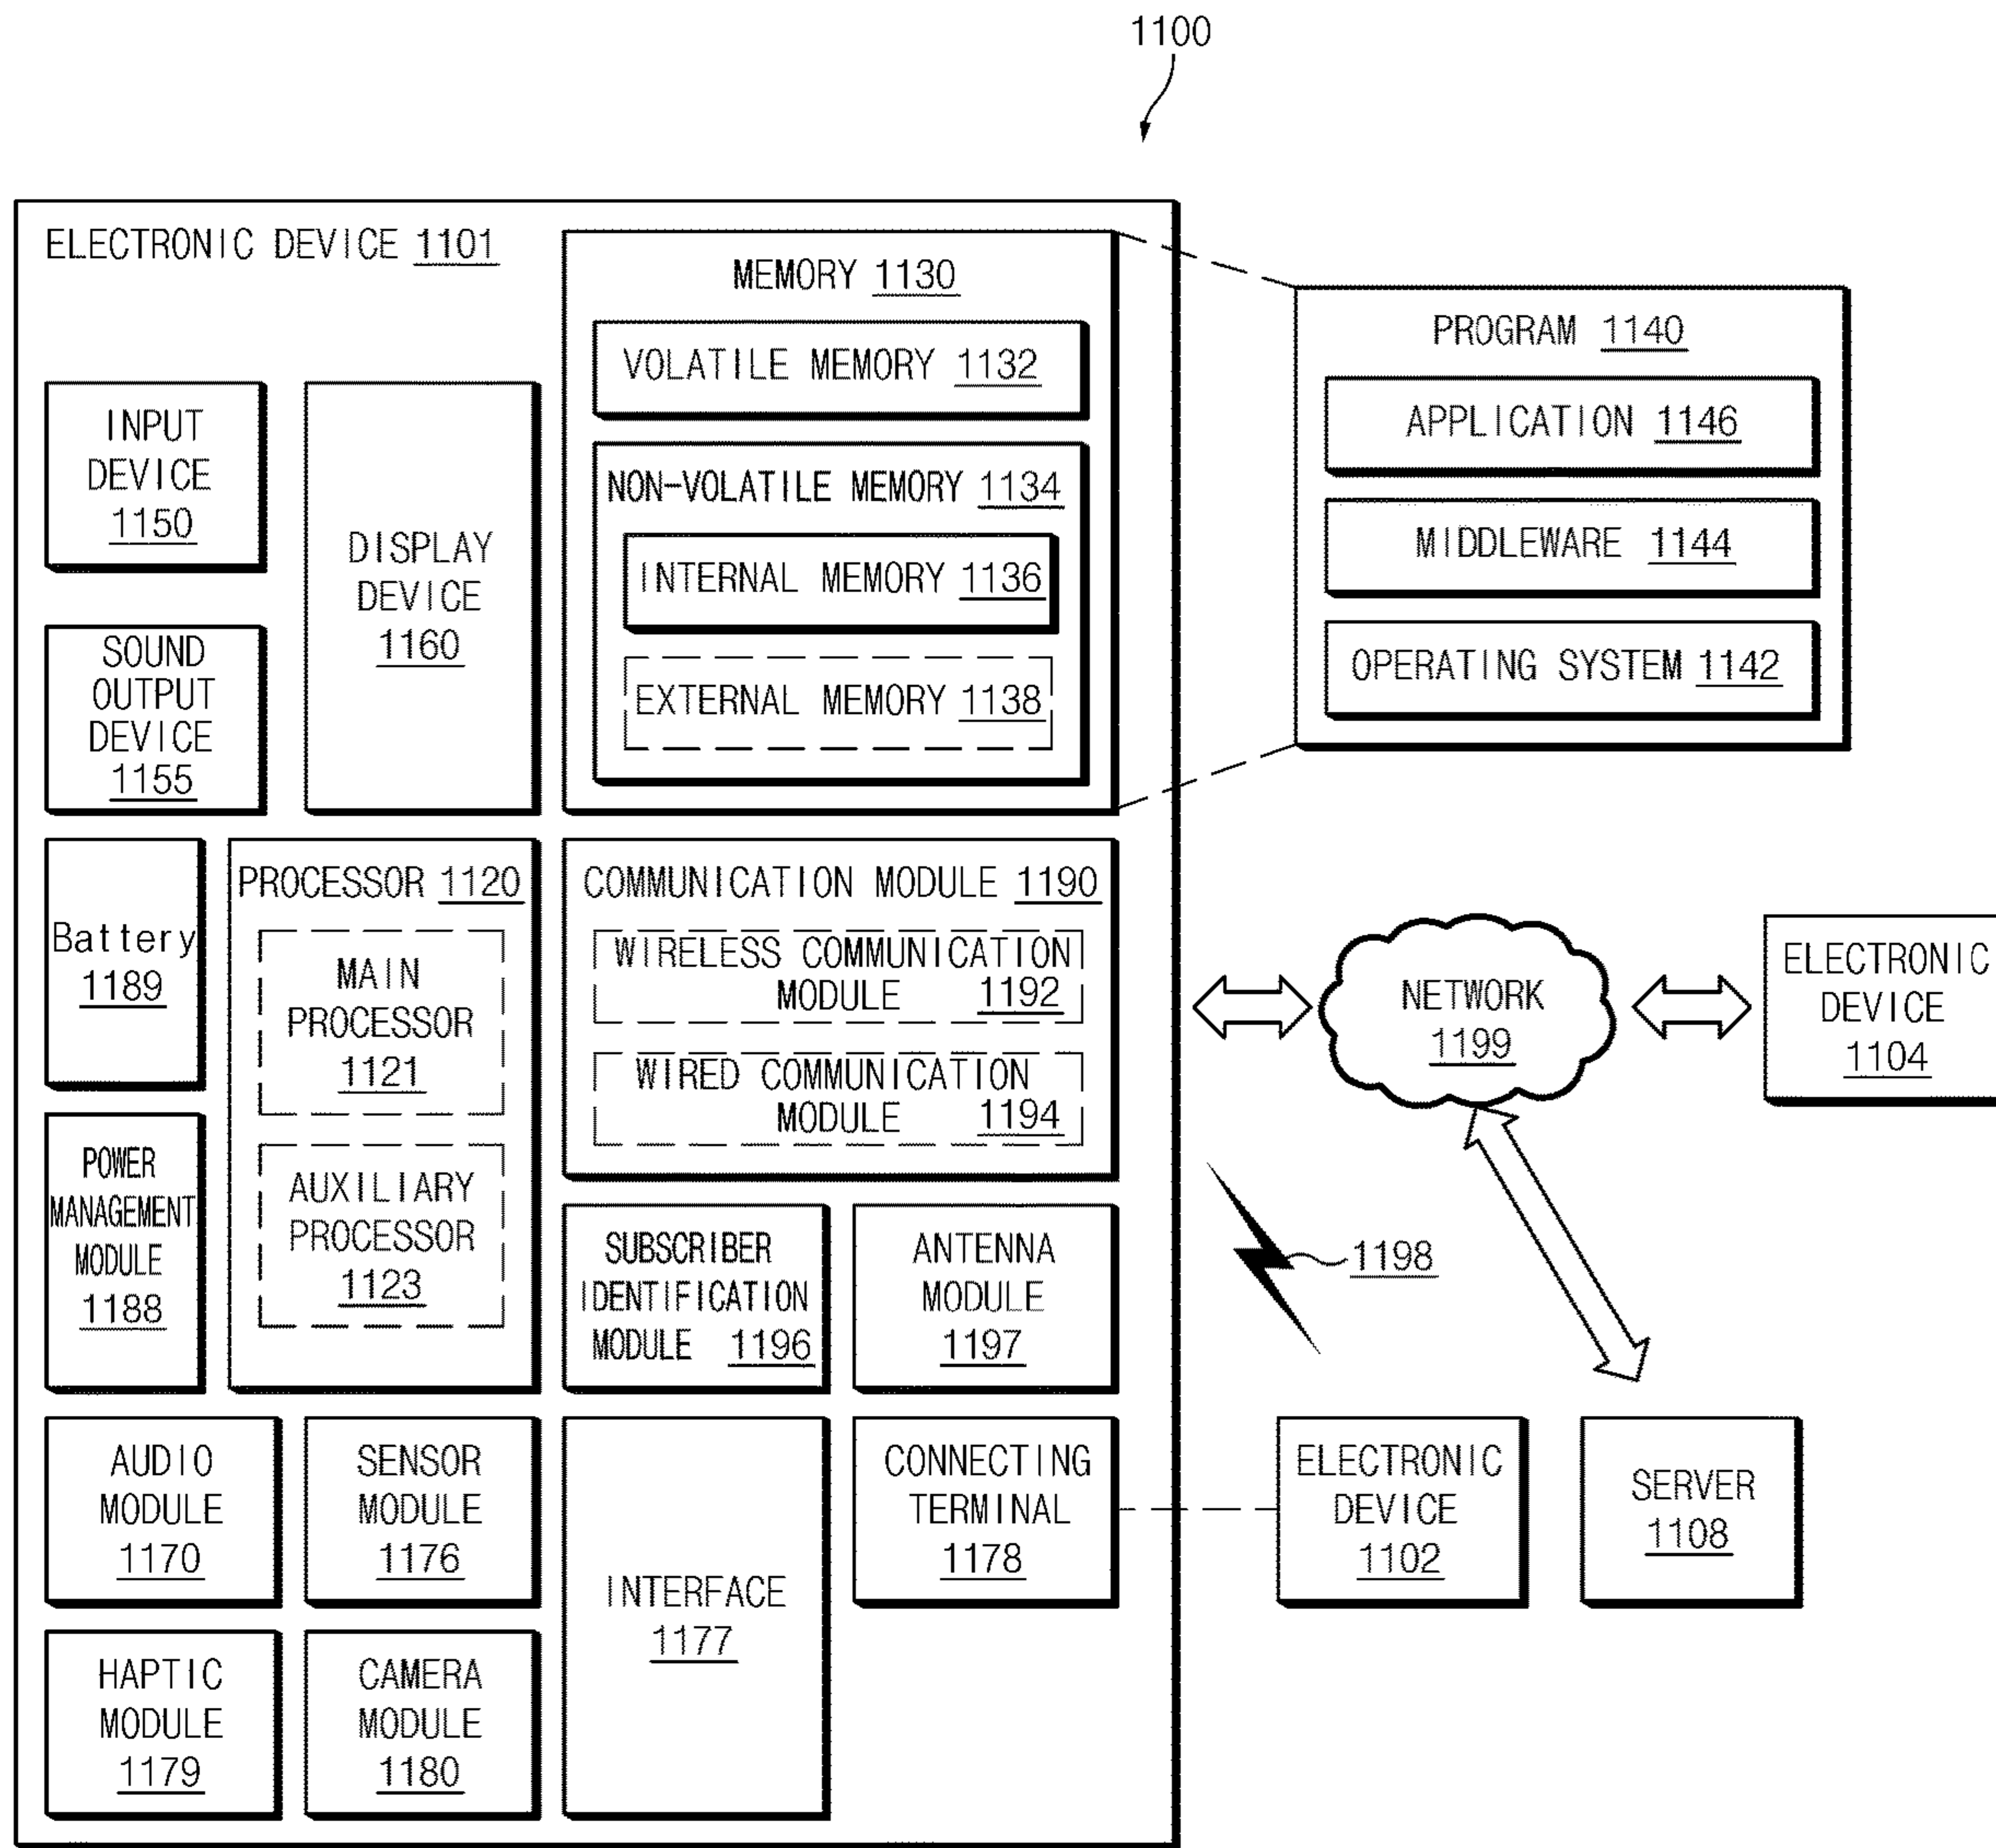 1100
ELECTRONIC DEVICE 1101
MEMORY 1130
VOLATILE MEMORY 1132
NON-VOLATILE MEMORY 1134
INTERNAL MEMORY 1136
EXTERNAL MEMORY 1138
PROGRAM 1140
APPLICATION 1146
MIDDLEWARE 1144
OPERATING SYSTEM 1142
INPUT
DEVICE
1150
DISPLAY
DEVICE
1160
SOUND
OUTPUT
DEVICE
1155
Battery
1189
PROCESSOR 1120
MAIN
PROCESSOR
1121
AUXILIARY
PROCESSOR
1123
COMMUNICATION MODULE 1190
WIRELESS COMMUNICATION
MODULE 1192
WIRED COMMUNICATION
MODULE 1194
NETWORK
1199
ELECTRONIC
DEVICE
1104
POWER
MANAGEMENT
MODULE
1188
SUBSCRIBER
IDENTIFICATION
MODULE 1196
ANTENNA
MODULE
1197
1198
AUDIO
MODULE
1170
SENSOR
MODULE
1176
INTERFACE
1177
CONNECTING
TERMINAL
1178
ELECTRONIC
DEVICE
1102
SERVER
1108
HAPTIC
MODULE
1179
CAMERA
MODULE
1180